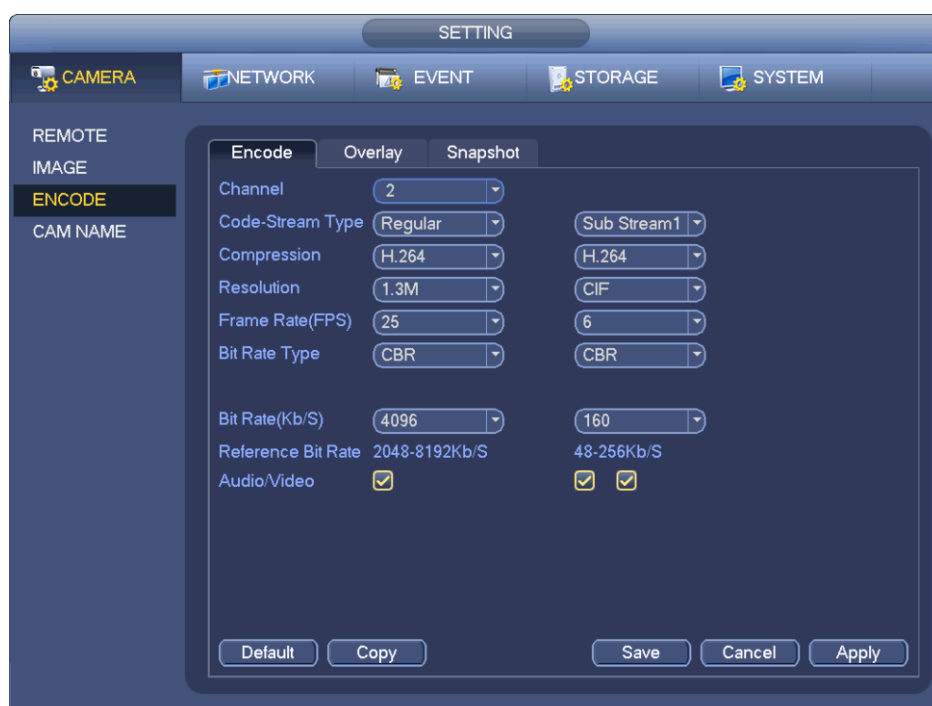 SETTING
CAMERA NETWORK EVENT STORAGE SYSTEM
REMOTE
IMAGE
ENCODE
CAM NAME
Encode Overlay Snapshot
Channel 2
Code-Stream Type Regular Sub Stream1
Compression H.264 H.264
Resolution 1.3M CIF
Frame Rate(FPS) 25 6
Bit Rate Type CBR CBR
Bit Rate(Kb/S) 4096 160
Reference Bit Rate 2048-8192Kb/S 48-256Kb/S
Audio/Video
Default Copy Save Cancel Apply